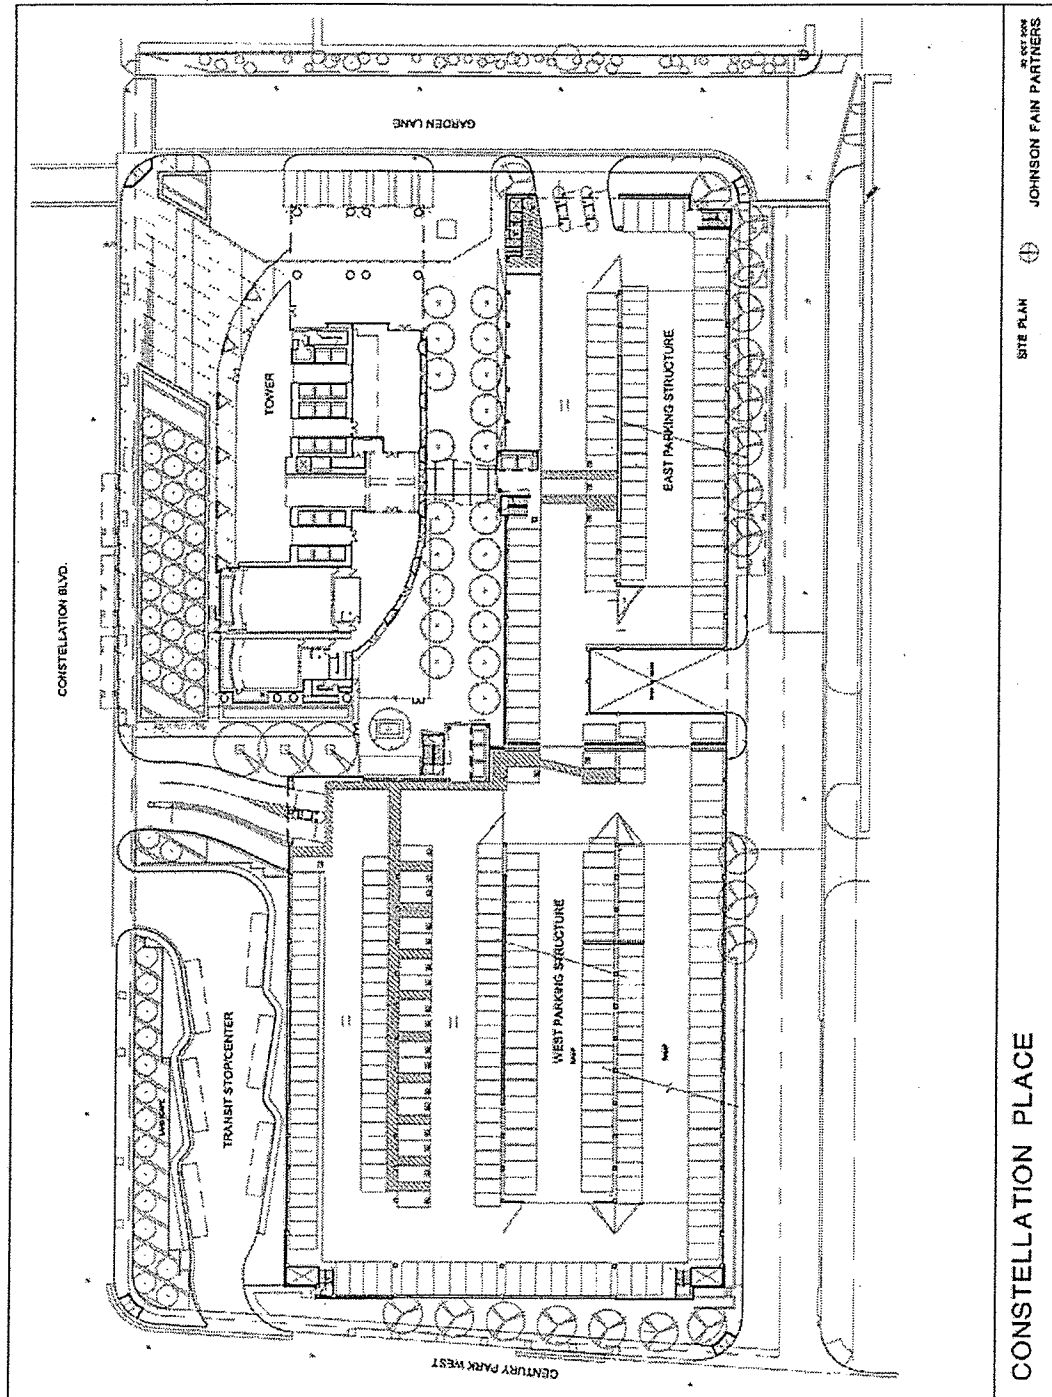 CONSTELLATION BLVD.
GARDEN LANE
TOWER
EAST PARKING STRUCTURE
WEST PARKING STRUCTURE
TRANSIT STOP/CENTER
CENTURY PARK WEST
CONSTELLATION PLACE
SITE PLAN
JOHNSON FAIN PARTNERS